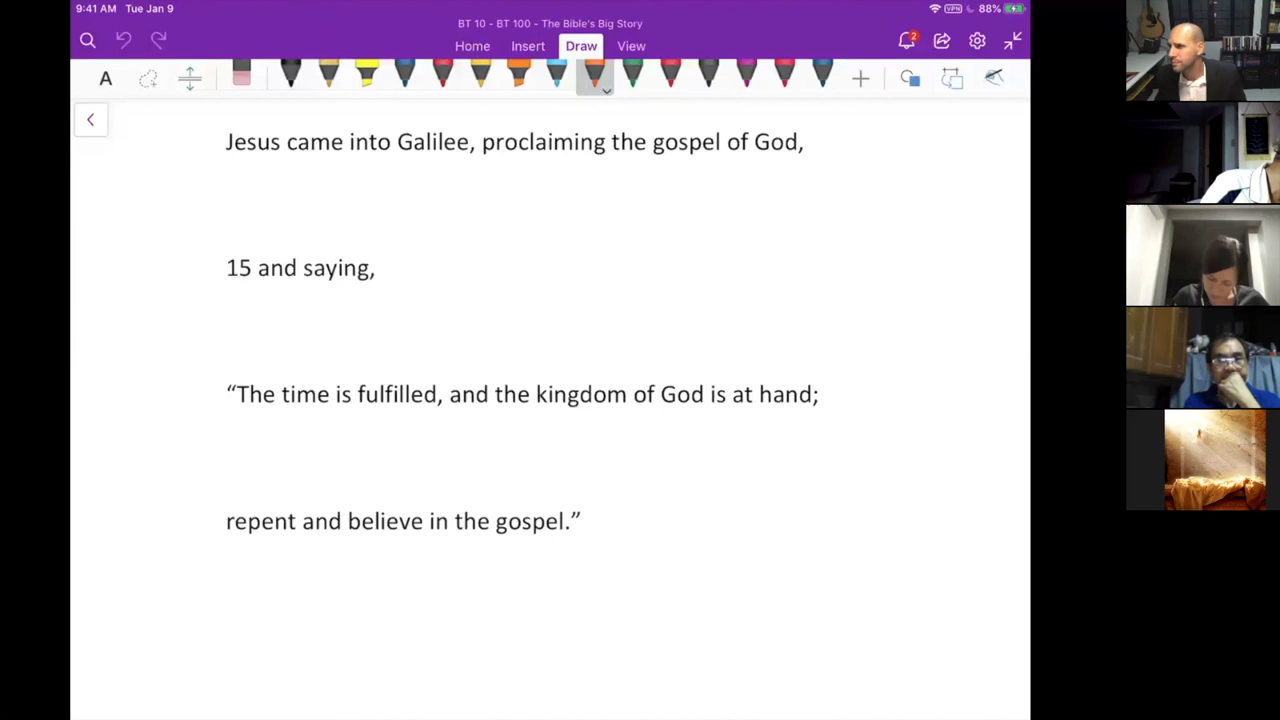 9:41 AM Tue Jan 9
VPN 88%
BT 10 - BT 100 - The Bible's Big Story
Home Insert Draw View
2
A
Jesus came into Galilee, proclaiming the gospel of God,
15 and saying,
“The time is fulfilled, and the kingdom of God is at hand;
repent and believe in the gospel.”